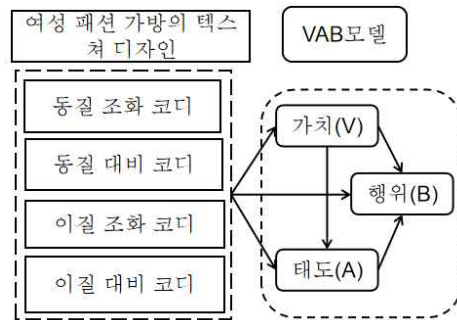 여성 패션 가방의 텍스
쳐 디자인
VAB모델
동질 조화 코디
동질 대비 코디
이질 조화 코디
이질 대비 코디
가치(V)
행위(B)
태도(A)